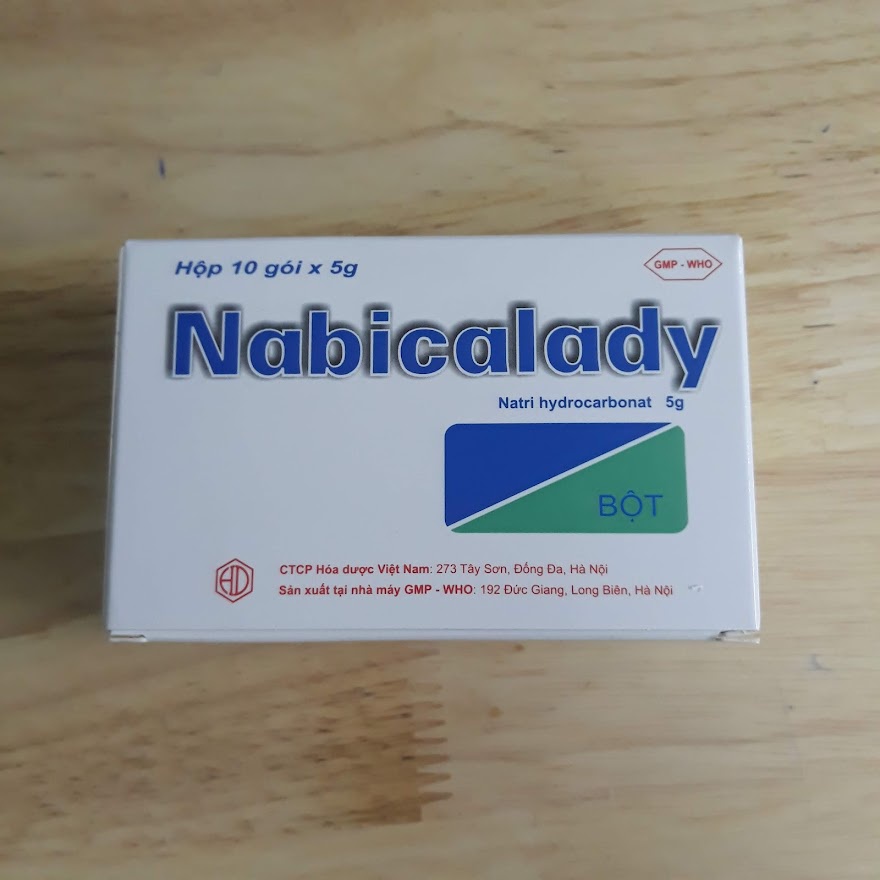 Hộp 10 gói x 5g
GMP - WHO
Nabicalady
Natri hydrocarbonat 5g
BỘT
HD
CTCP Hóa dược Việt Nam: 273 Tây Sơn, Đống Đa, Hà Nội
Sản xuất tại nhà máy GMP - WHO: 192 Đức Giang, Long Biên, Hà Nội